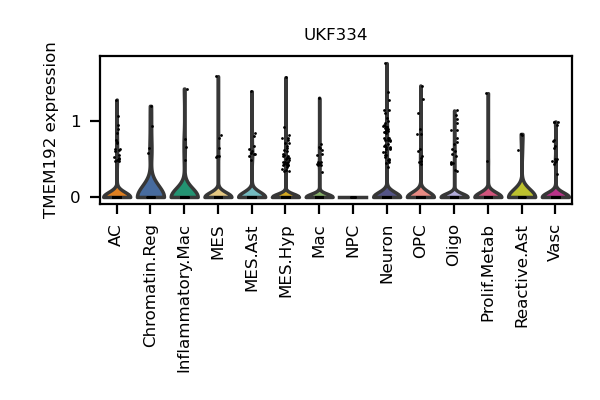 UKF334
TMEM192 expression
1
0
AC
Chromatin.Reg
Inflammatory.Mac
MES
MES.Ast
MES.Hyp
Mac
NPC
Neuron
OPC
Oligo
Prolif.Metab
Reactive.Ast
Vasc